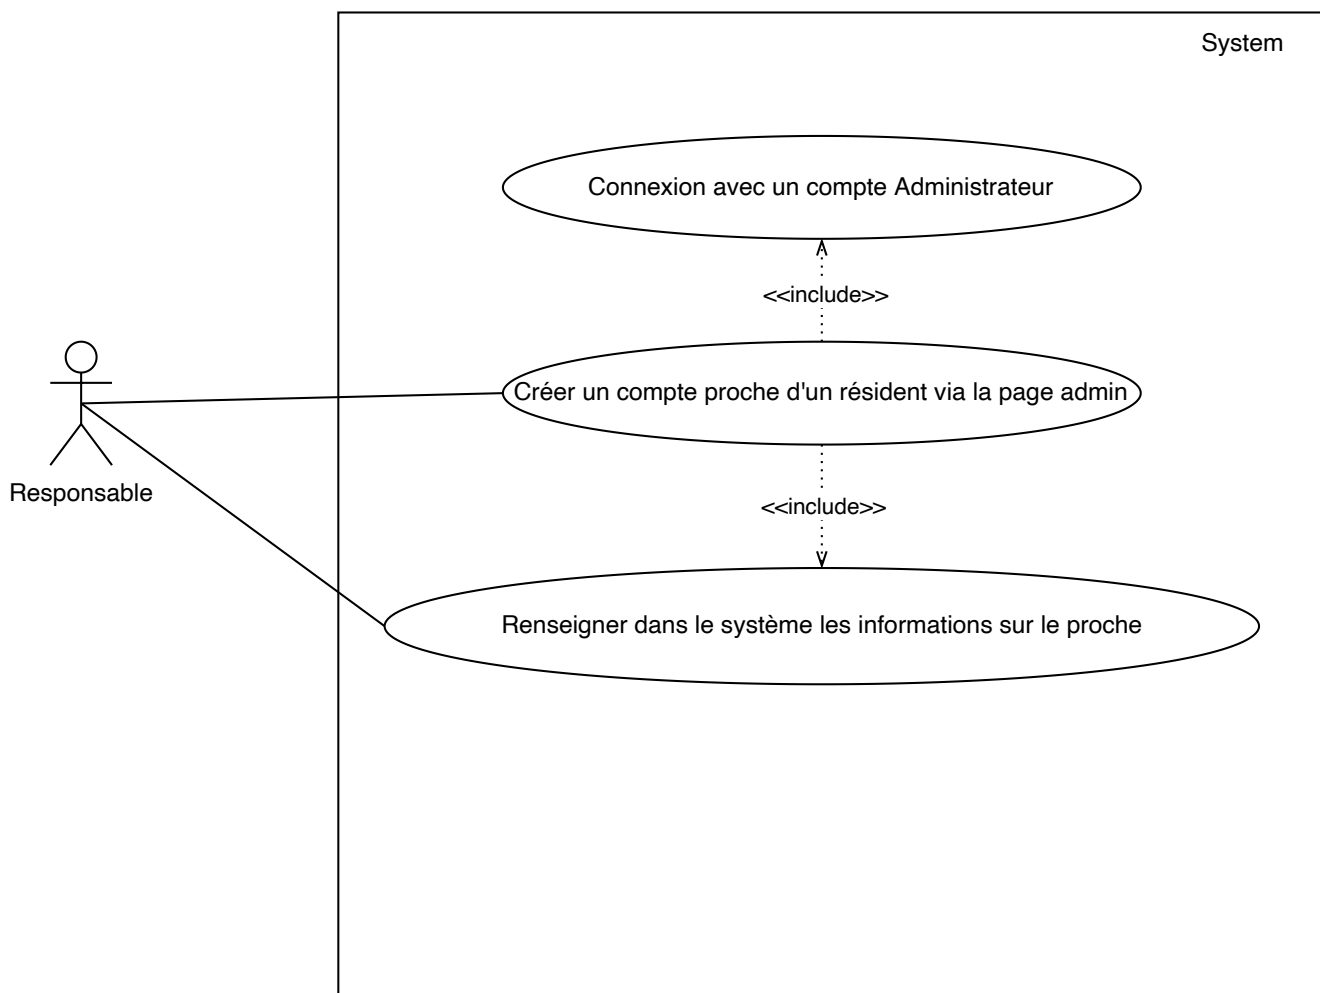 System
Connexion avec un compte Administrateur
<<include>>
Créer un compte proche d'un résident via la page admin
Responsable
<<include>>
Renseigner dans le système les informations sur le proche